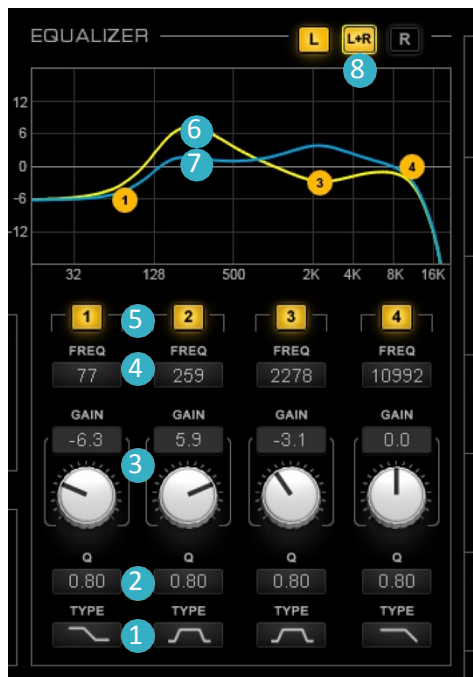 EQUALIZER L L+R R
8
12
6 6
0 7 4
-6 1 3
-12
32 128 500 2K 4K 8K 16K
1 5 2 3 4
FREQ FREQ FREQ FREQ
77 4 259 2278 10992
GAIN GAIN GAIN GAIN
-6.3 5.9 -3.1 0.0
3
Q Q Q Q
0.80 2 0.80 0.80 0.80
TYPE TYPE TYPE TYPE
1